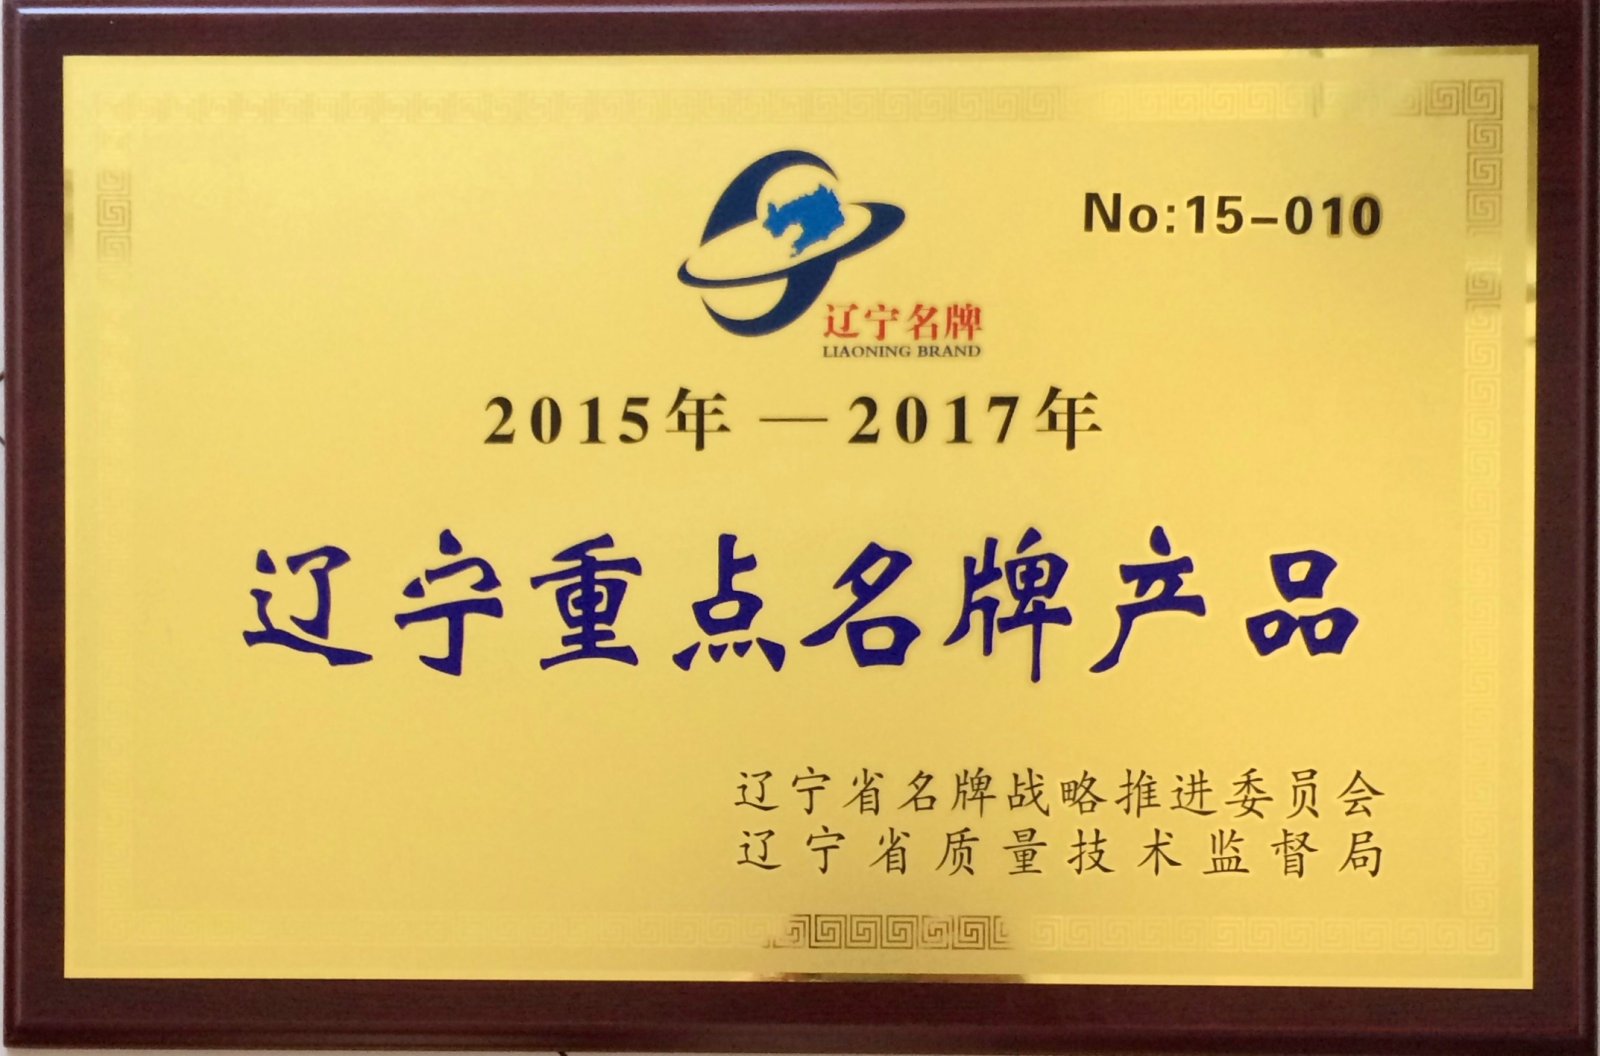 No:15-010
辽宁名牌
LIAONING BRAND
2015年—2017年
辽宁重点名牌产品
辽宁省名牌战略推进委员会
辽宁省质量技术监督局